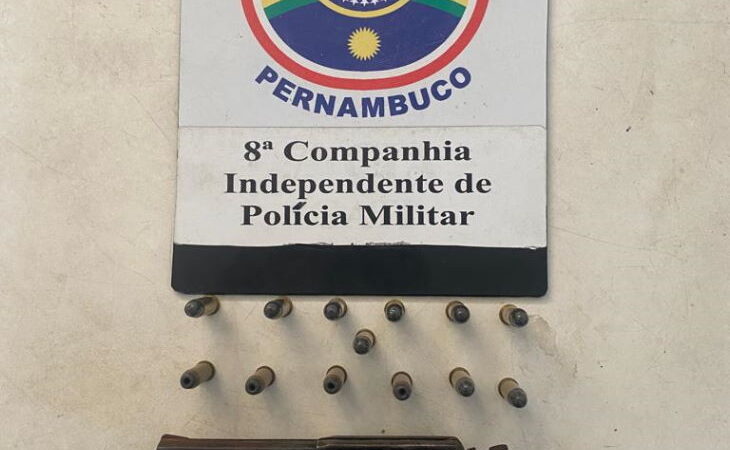 PERNAMBUCO
8ª Companhia
Independente de
Polícia Militar